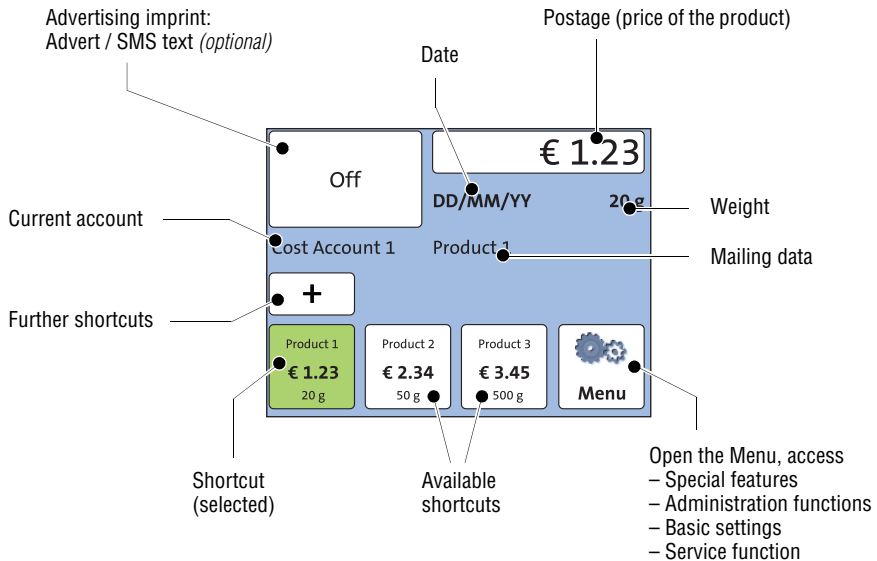 Advertising imprint:
Advert / SMS text (optional)
Postage (price of the product)
Date
Off
€ 1.23
DD/MM/YY
20 g
Weight
Current account
Cost Account 1
Product 1
Mailing data
+
Further shortcuts
Product 1
€ 1.23
20 g
Product 2
€ 2.34
50 g
Product 3
€ 3.45
500 g
Menu
Shortcut
(selected)
Available
shortcuts
Open the Menu, access
– Special features
– Administration functions
– Basic settings
– Service function